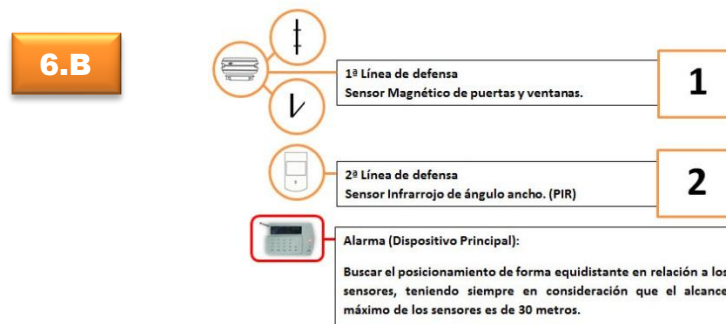 6.B
1ª Línea de defensa
Sensor Magnético de puertas y ventanas.
1
2ª Línea de defensa
Sensor Infrarrojo de ángulo ancho. (PIR)
2
Alarma (Dispositivo Principal):
Buscar el posicionamiento de forma equidistante en relación a los
sensores, teniendo siempre en consideración que el alcance
máximo de los sensores es de 30 metros.